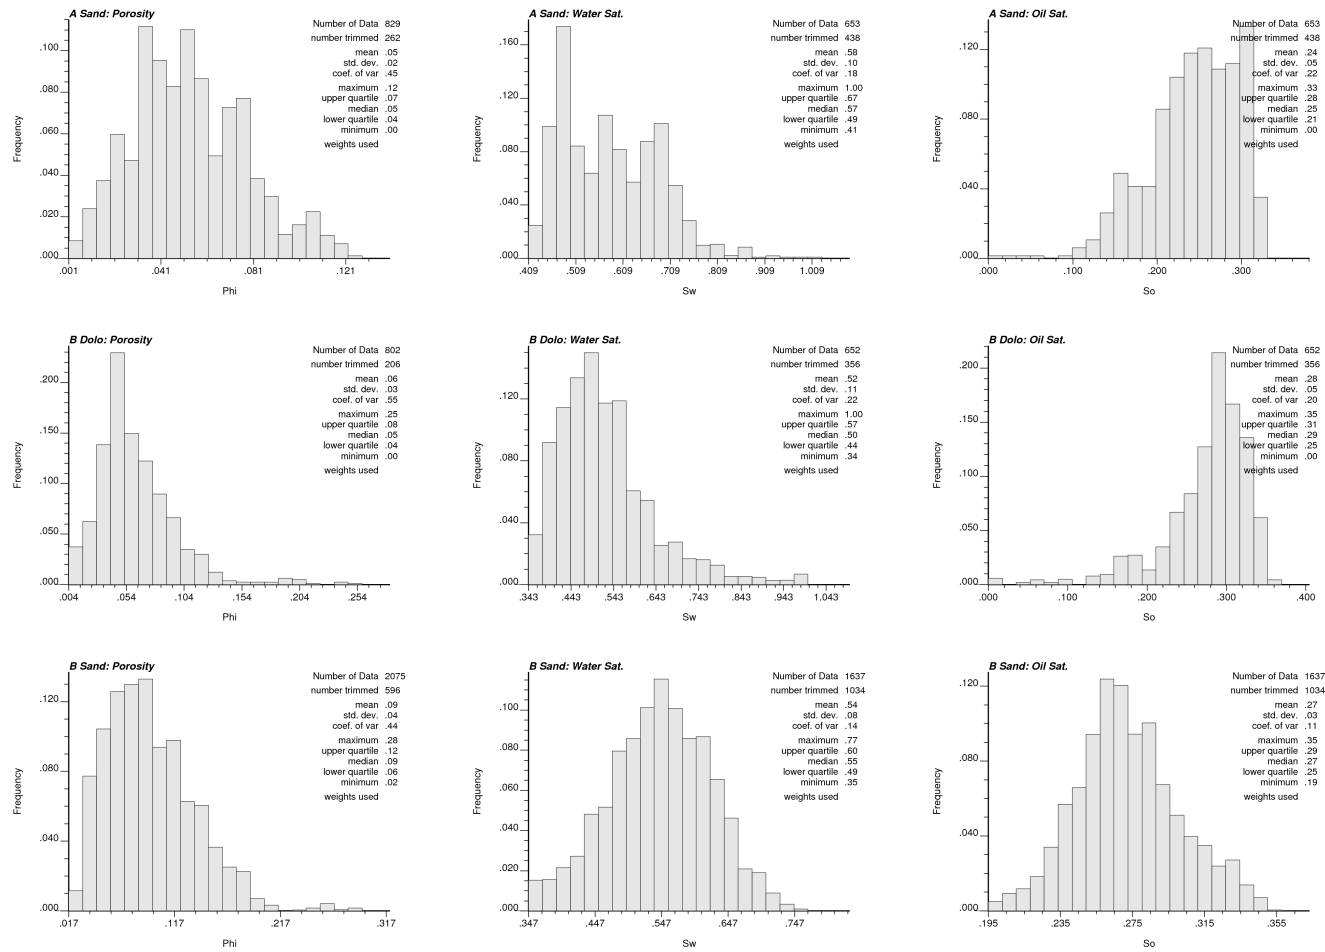 A Sand: Porosity
Number of Data 829
number trimmed 262
mean .05
std. dev. .02
coef. of var .45
maximum .12
upper quartile .07
median .05
lower quartile .04
minimum .00
weights used
Frequency
.100
.080
.060
.040
.020
.000
.001 .041 .081 .121
Phi
A Sand: Water Sat.
Number of Data 653
number trimmed 438
mean .58
std. dev. .10
coef. of var .18
maximum 1.00
upper quartile .67
median .57
lower quartile .49
minimum .41
weights used
Frequency
.160
.120
.080
.040
.000
.409 .509 .609 .709 .809 .909 1.009
Sw
A Sand: Oil Sat.
Number of Data 653
number trimmed 438
mean .24
std. dev. .05
coef. of var .22
maximum .33
upper quartile .28
median .25
lower quartile .21
minimum .00
weights used
Frequency
.120
.080
.040
.000
.000 .100 .200 .300
So
B Dolo: Porosity
Number of Data 802
number trimmed 206
mean .06
std. dev. .03
coef. of var .55
maximum .25
upper quartile .08
median .05
lower quartile .04
minimum .00
weights used
Frequency
.200
.150
.100
.050
.000
.004 .054 .104 .154 .204 .254
Phi
B Dolo: Water Sat.
Number of Data 652
number trimmed 356
mean .52
std. dev. .11
coef. of var .22
maximum 1.00
upper quartile .57
median .50
lower quartile .44
minimum .34
weights used
Frequency
.120
.080
.040
.000
.343 .443 .543 .643 .743 .843 .943 1.043
Sw
B Dolo: Oil Sat.
Number of Data 652
number trimmed 356
mean .28
std. dev. .05
coef. of var .20
maximum .35
upper quartile .31
median .29
lower quartile .25
minimum .00
weights used
Frequency
.200
.150
.100
.050
.000
.000 .100 .200 .300 .400
So
B Sand: Porosity
Number of Data 2075
number trimmed 596
mean .09
std. dev. .04
coef. of var .44
maximum .28
upper quartile .12
median .09
lower quartile .06
minimum .02
weights used
Frequency
.120
.080
.040
.000
.017 .117 .217 .317
Phi
B Sand: Water Sat.
Number of Data 1637
number trimmed 1034
mean .54
std. dev. .08
coef. of var .14
maximum .77
upper quartile .60
median .55
lower quartile .49
minimum .35
weights used
Frequency
.100
.080
.060
.040
.020
.000
.347 .447 .547 .647 .747
Sw
B Sand: Oil Sat.
Number of Data 1637
number trimmed 1034
mean .27
std. dev. .03
coef. of var .11
maximum .35
upper quartile .29
median .27
lower quartile .25
minimum .19
weights used
Frequency
.120
.080
.040
.000
.195 .235 .275 .315 .355
So